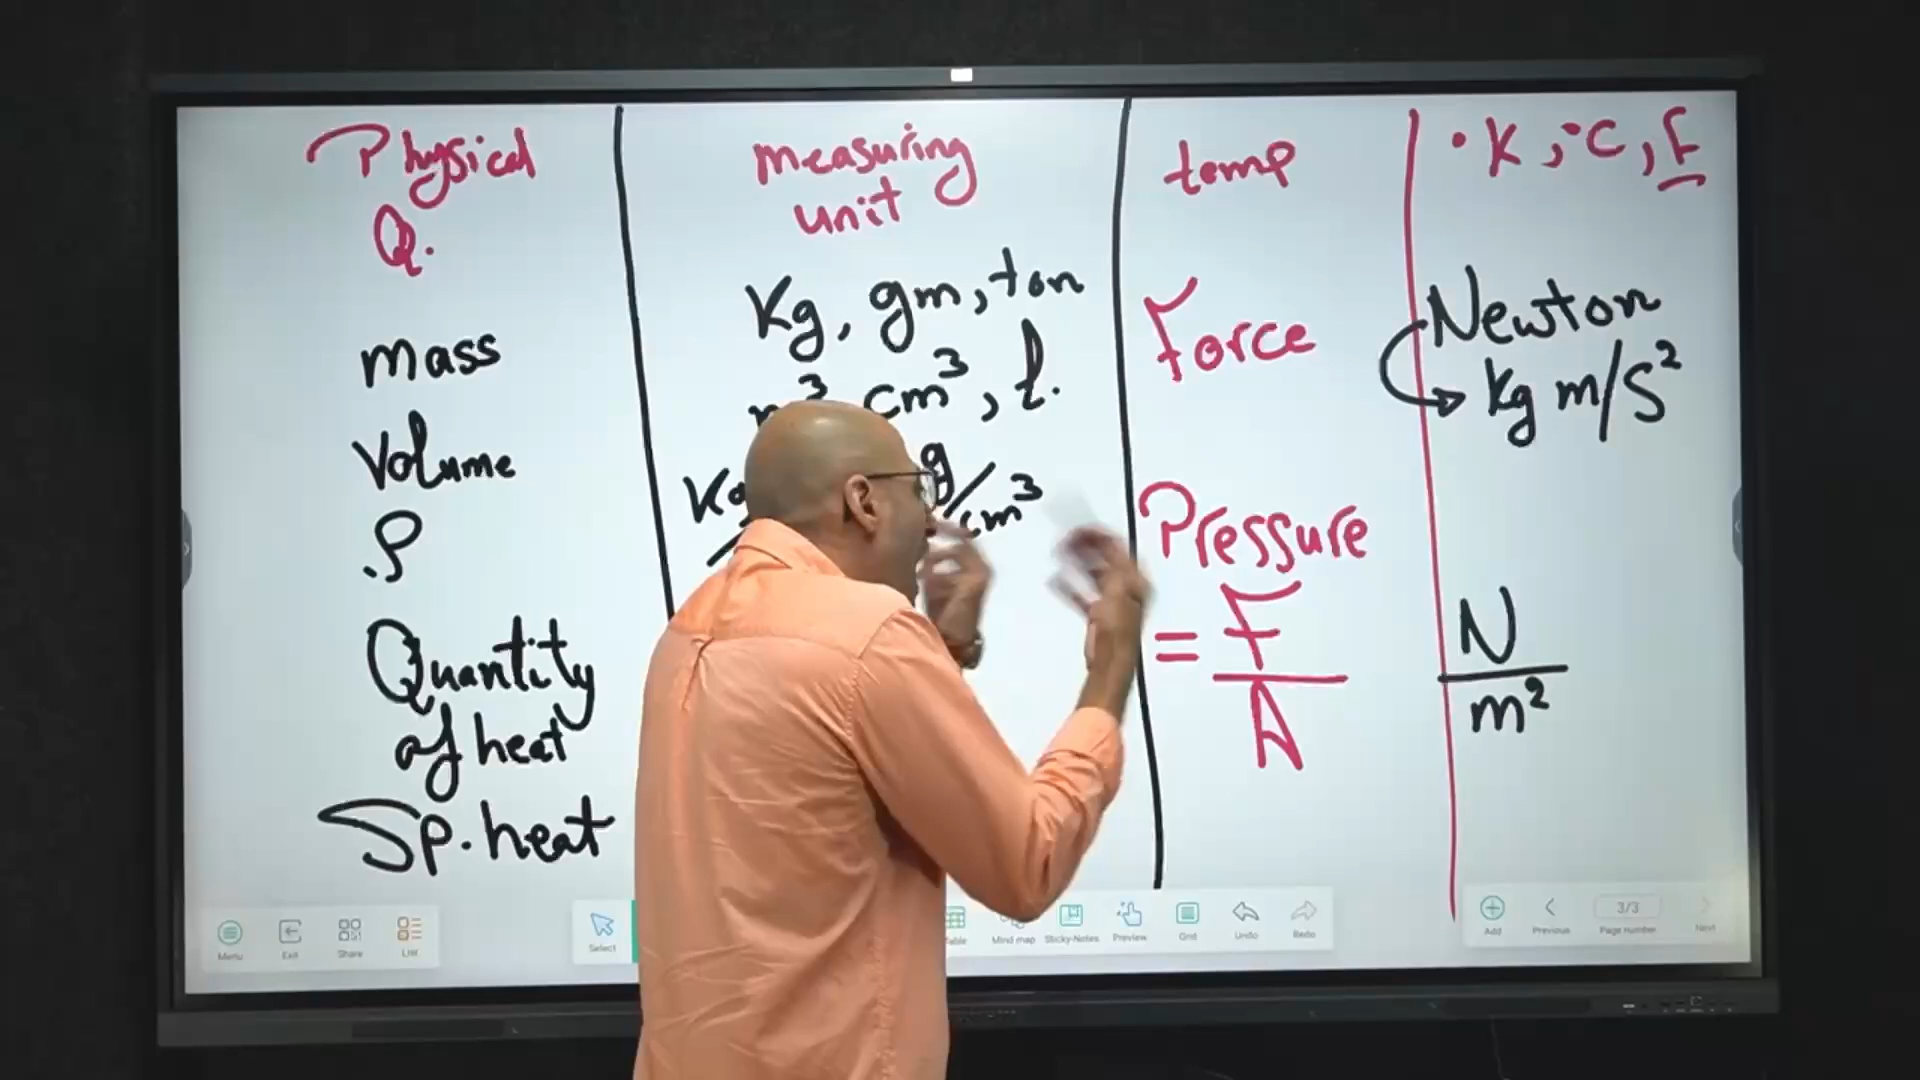 Physical
Q.
measuring
unit
mass
Kg, gm, ton
Volume
cm³, l.
ρ
g/cm³
Quantity
of heat
Sp. heat
temp
°K, °C, F
Force
Newton
Kg m/S²
Pressure
= F/A
N/m²
Menu
Exit
Share
List
Select
Mind map
Sticky-Notes
Preview
Grid
Undo
Redo
Add
Previous
3/3
Page number
Next